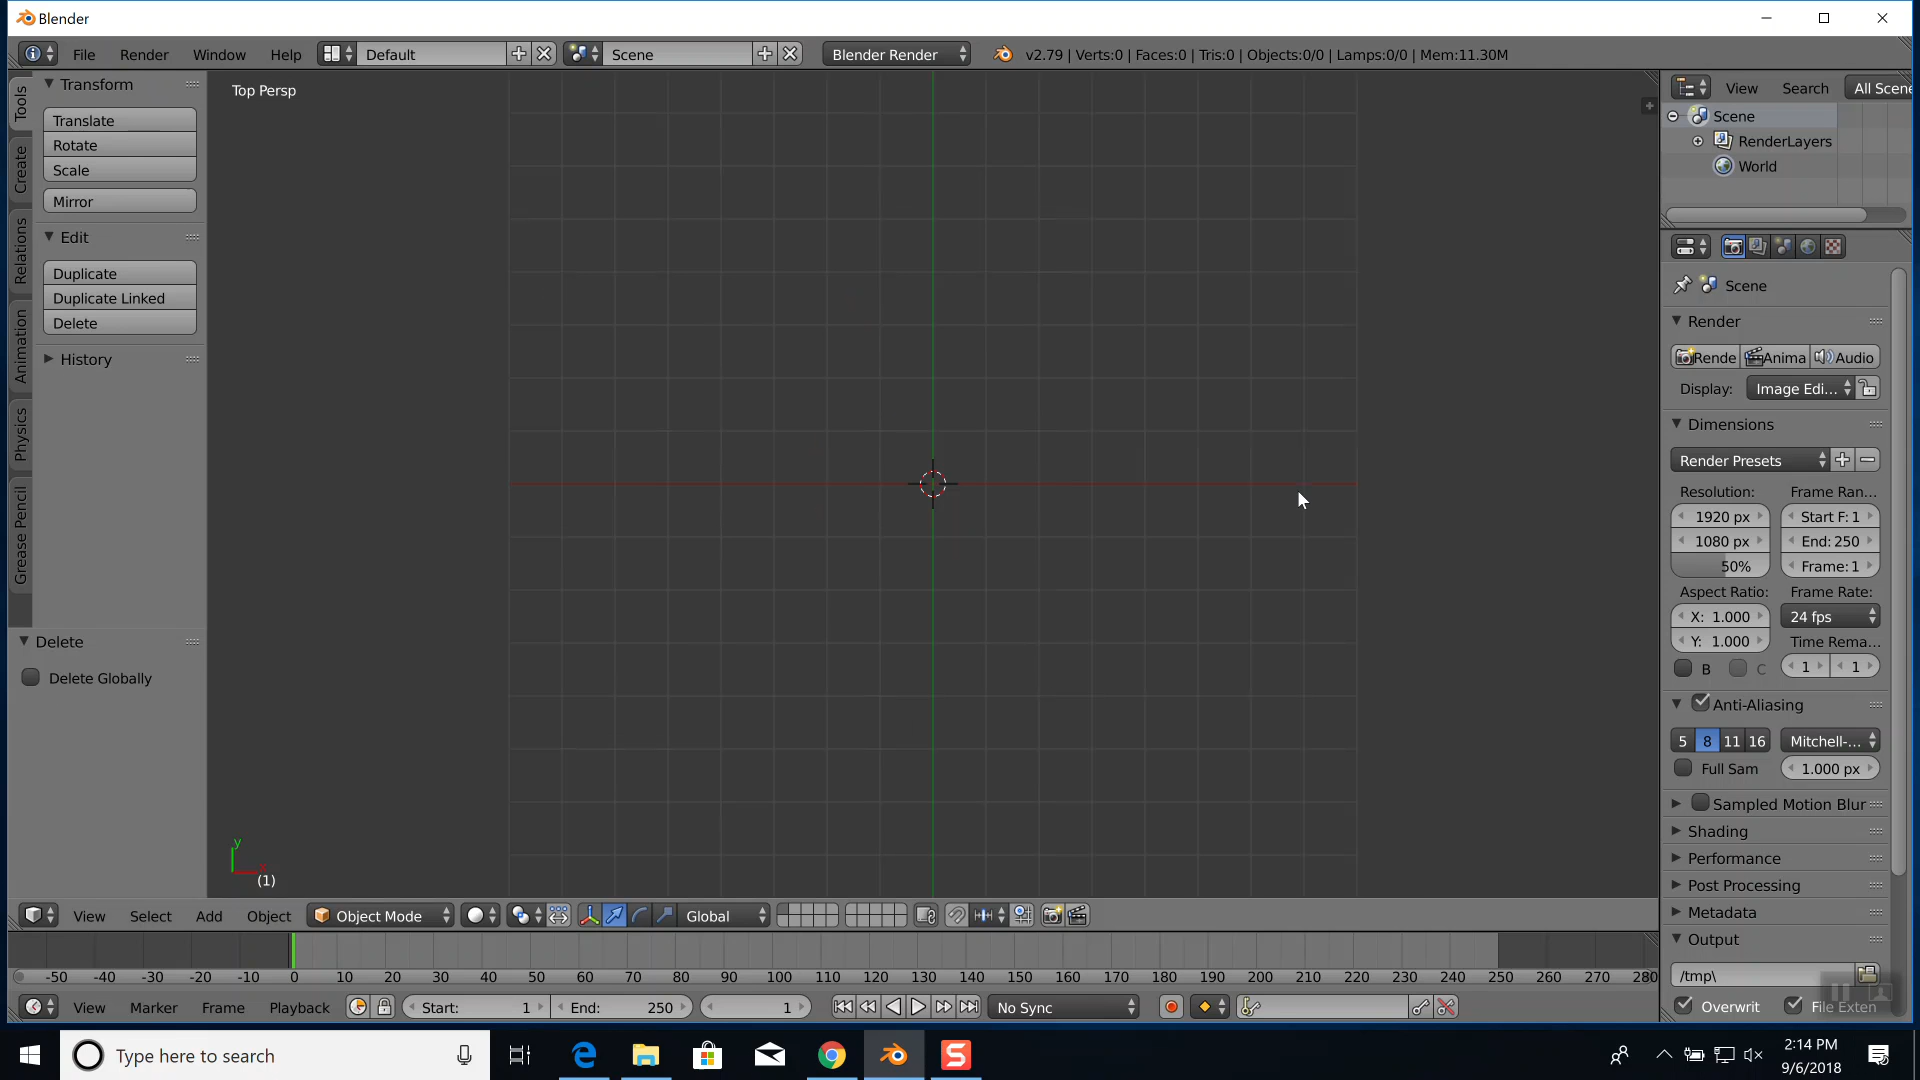 Blender
File Render Window Help Default Scene Blender Render v2.79 | Verts:0 | Faces:0 | Tris:0 | Objects:0/0 | Lamps:0/0 | Mem:11.30M
Tools
Create
Relations
Animation
Physics
Grease Pencil
Transform
Translate
Rotate
Scale
Mirror
Edit
Duplicate
Duplicate Linked
Delete
History
Delete
Delete Globally
Top Persp
y
x
(1)
View Search All Scene
Scene
RenderLayers
World
Scene
Render
Rende Anima Audio
Display: Image Edi...
Dimensions
Render Presets
Resolution: Frame Ran...
1920 px Start F: 1
1080 px End: 250
50% Frame: 1
Aspect Ratio: Frame Rate:
X: 1.000 24 fps
Y: 1.000 Time Rema...
B C 1 1
Anti-Aliasing
5 8 11 16 Mitchell-...
Full Sam 1.000 px
Sampled Motion Blur
Shading
Performance
Post Processing
Metadata
Output
/tmp\
Overwrit File Exten
View Select Add Object Object Mode Global
-50 -40 -30 -20 -10 0 10 20 30 40 50 60 70 80 90 100 110 120 130 140 150 160 170 180 190 200 210 220 230 240 250 260 270 280
View Marker Frame Playback Start: 1 End: 250 1 No Sync
Type here to search
2:14 PM
9/6/2018